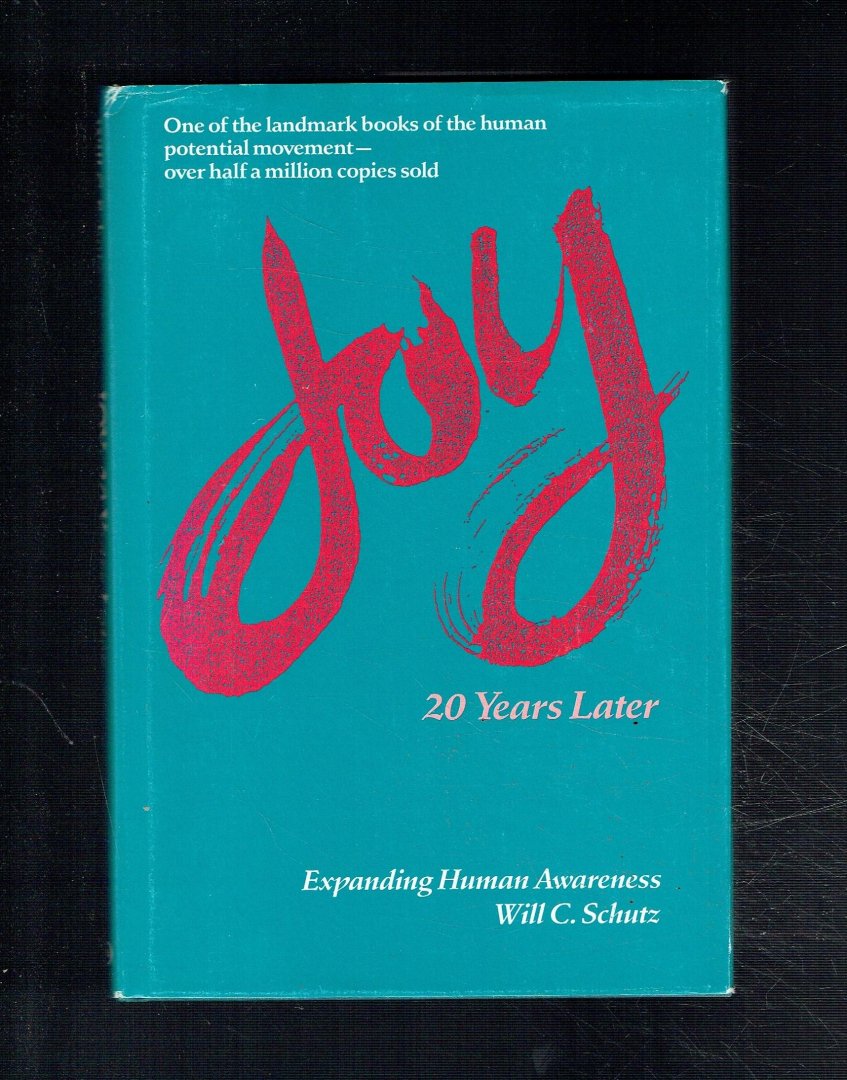 One of the landmark books of the human
potential movement—
over half a million copies sold
Joy
20 Years Later
Expanding Human Awareness
Will C. Schutz